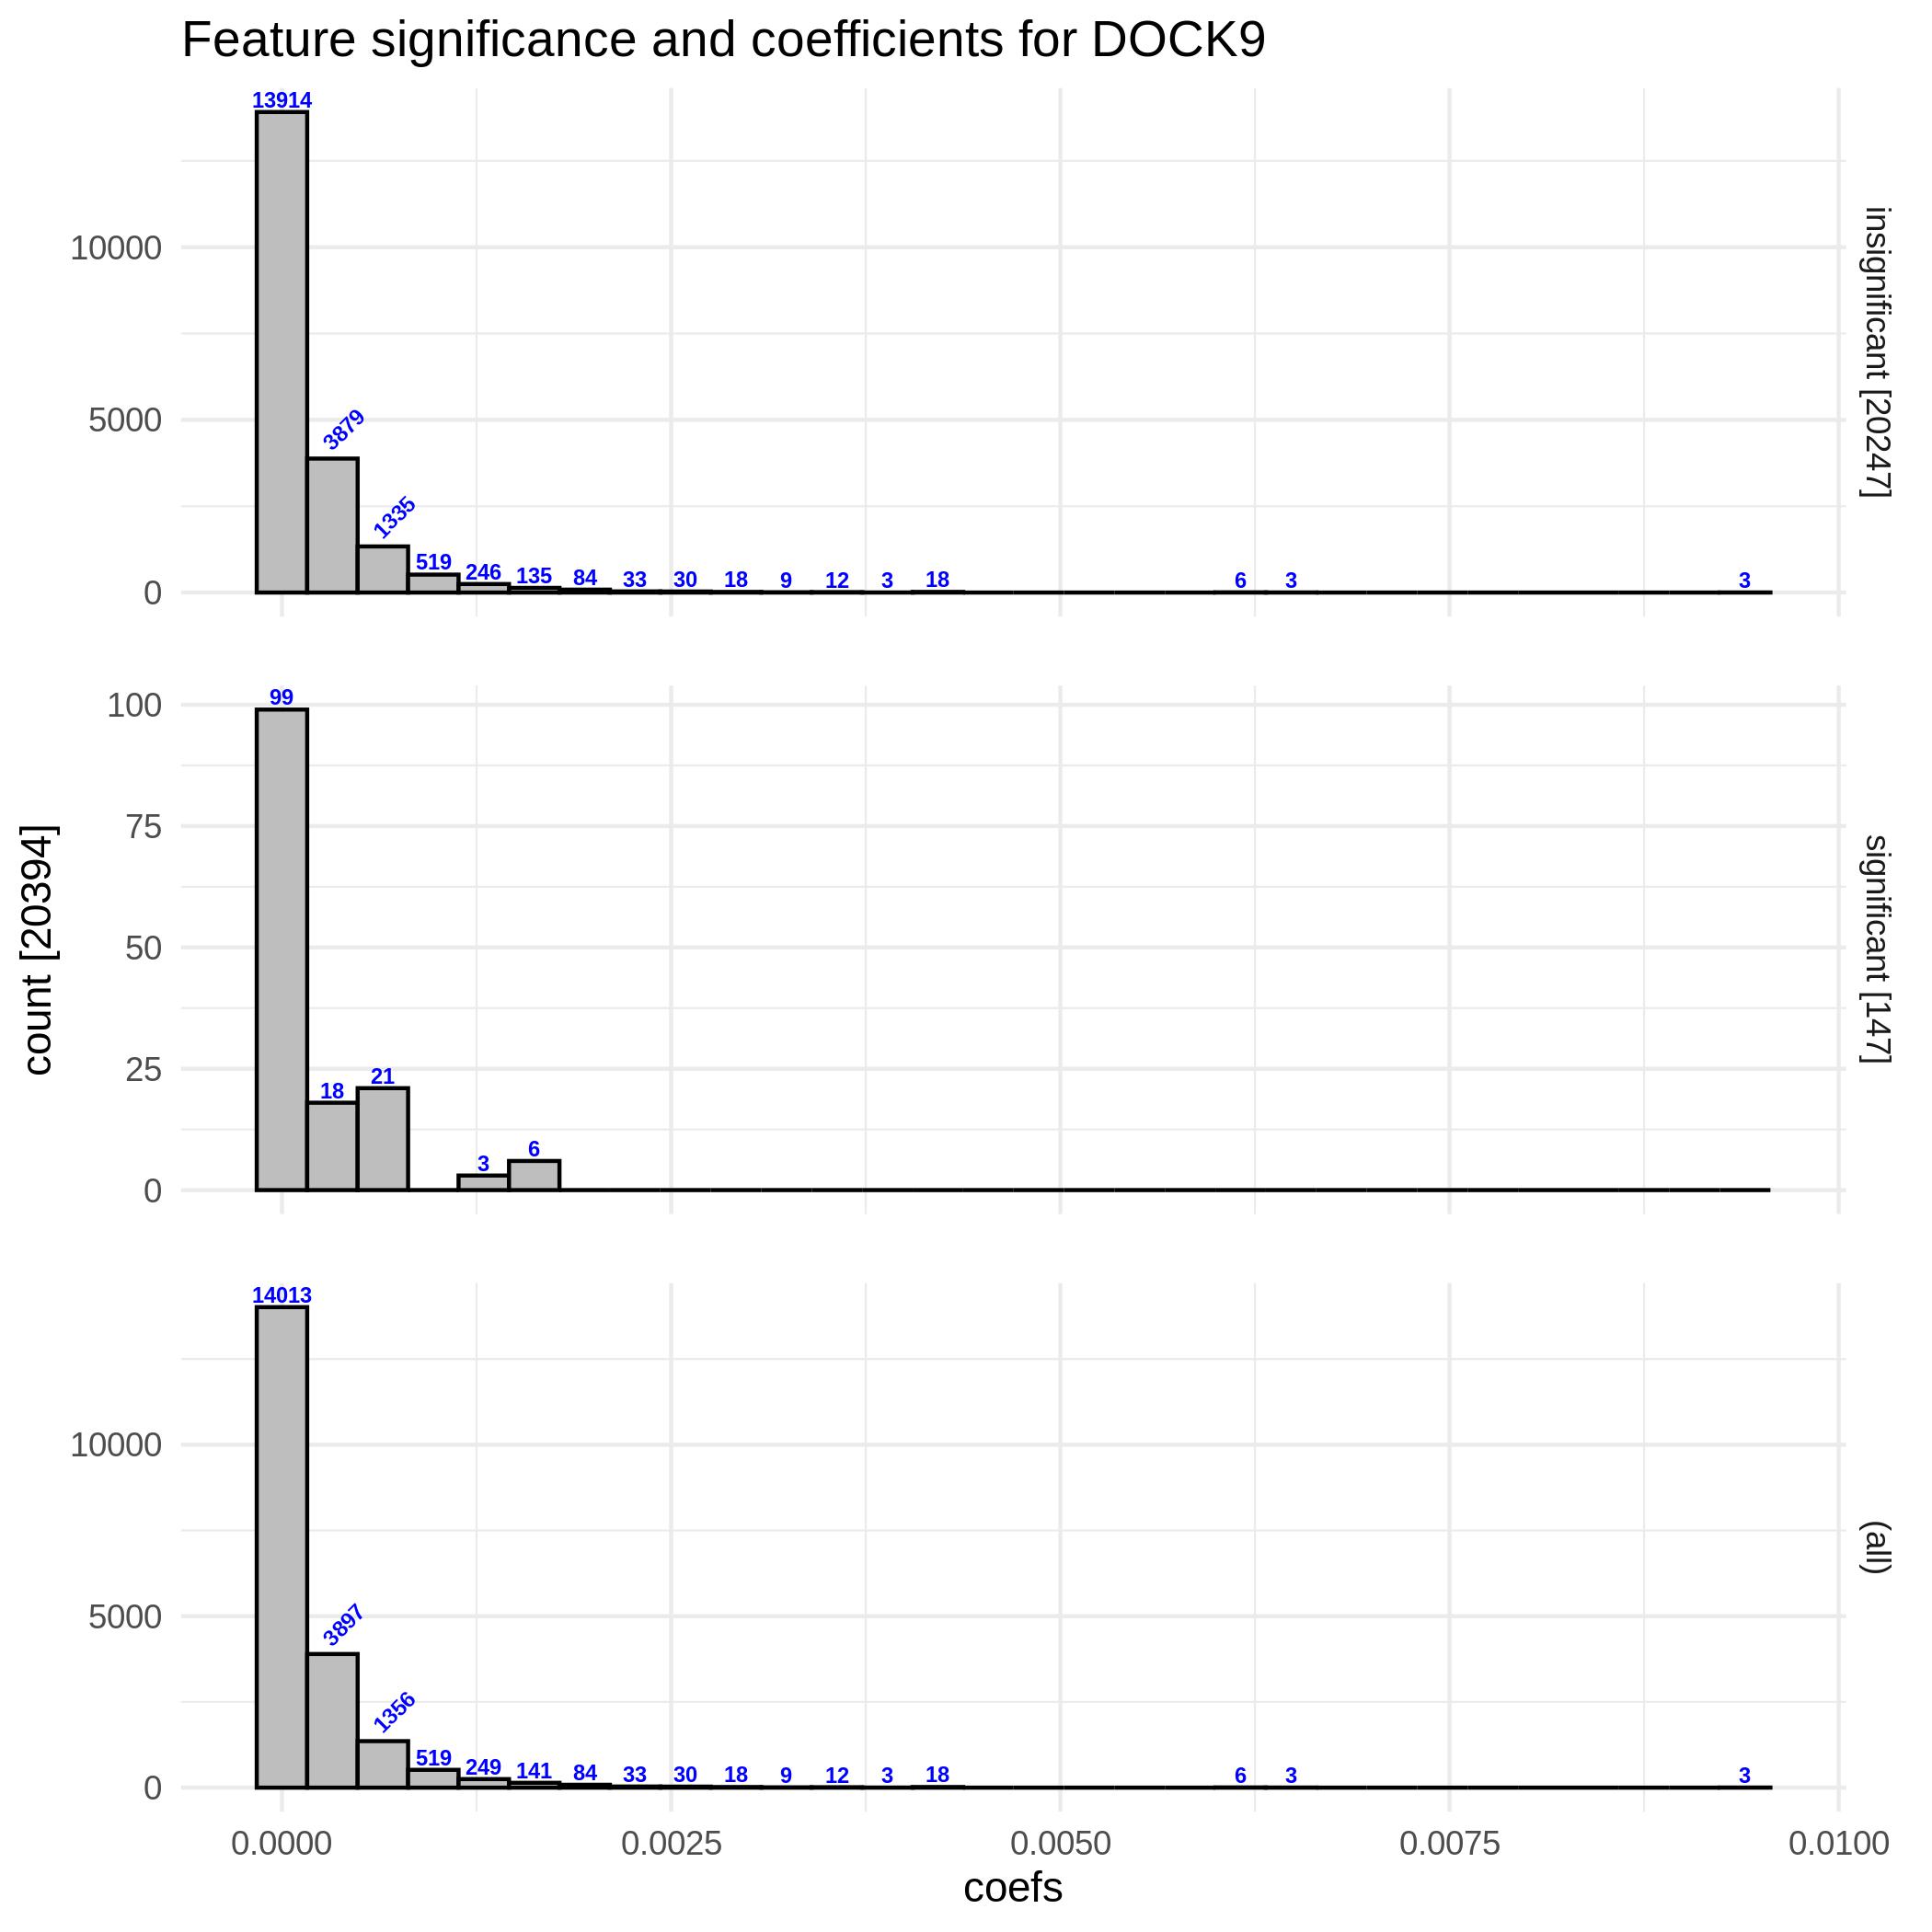 Feature significance and coefficients for DOCK9
13914
3879
1335
519 246 135 84 33 30 18 9 12 3 18 6 3 3
10000
5000
0
insignificant [20247]
99
18 21
3 6
100
75
50
25
0
significant [147]
count [20394]
14013
3897
1356
519 249 141 84 33 30 18 9 12 3 18 6 3 3
10000
5000
0
(all)
0.0000 0.0025 0.0050 0.0075 0.0100
coefs